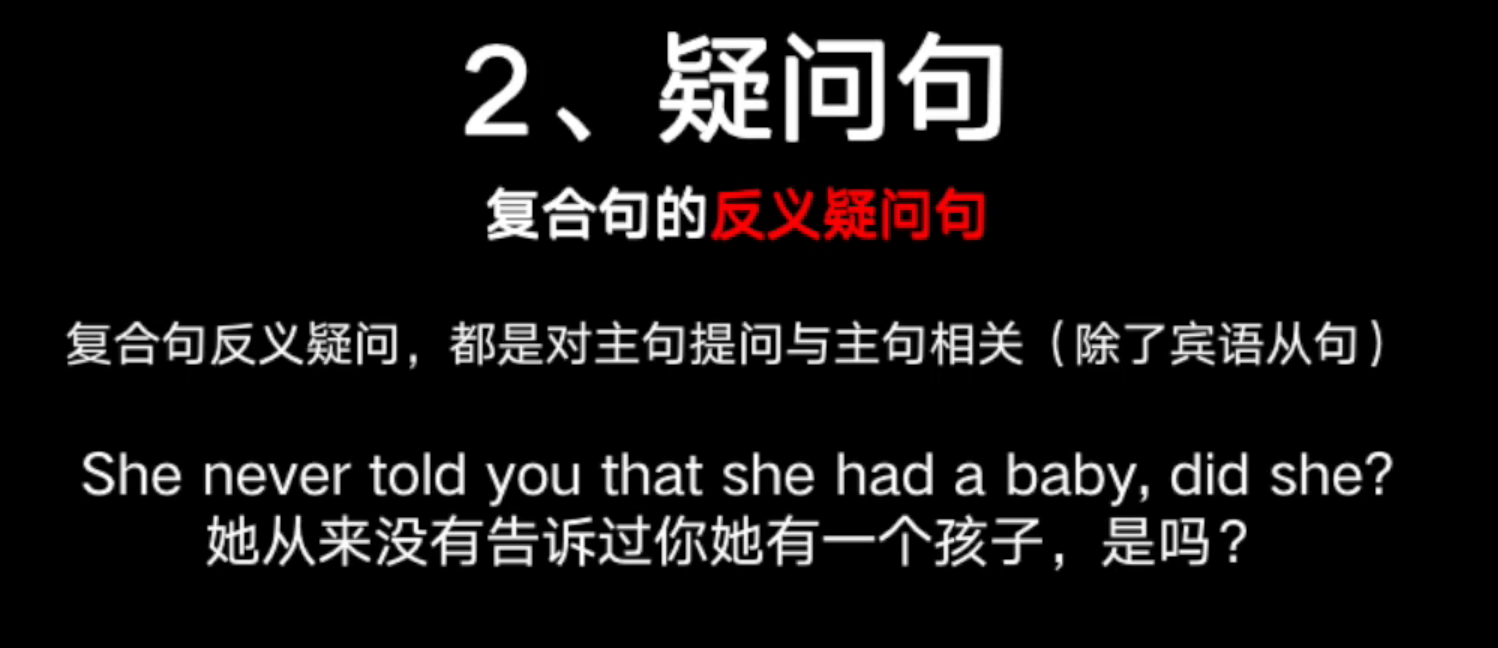 2、疑问句
复合句的反义疑问句
复合句反义疑问，都是对主句提问与主句相关（除了宾语从句）
She never told you that she had a baby, did she?
她从来没有告诉过你她有一个孩子，是吗？